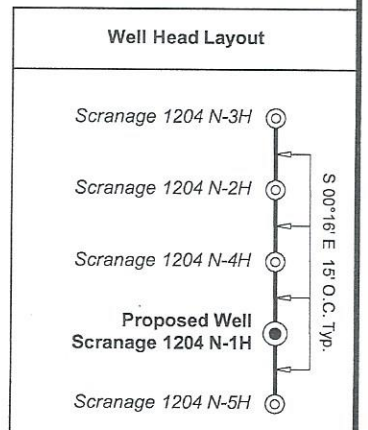 Well Head Layout
Scranage 1204 N-3H
Scranage 1204 N-2H
Scranage 1204 N-4H
Proposed Well
Scranage 1204 N-1H
Scranage 1204 N-5H
S 00°16' E 15' O.C. Typ.